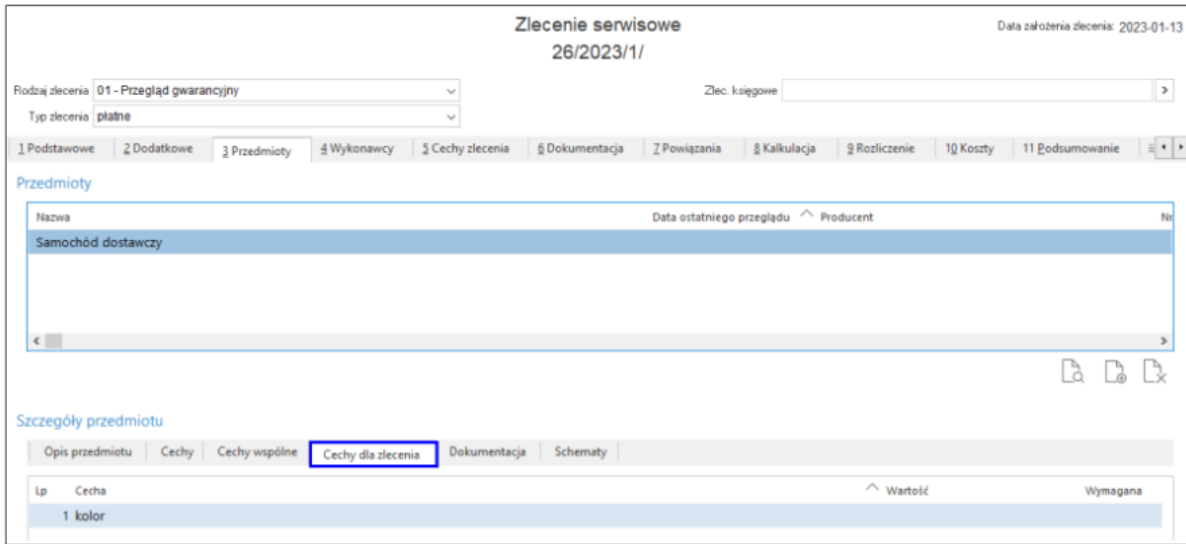 Zlecenie serwisowe
Data założenia zlecenia: 2023-01-13
26/2023/1/
Rodzaj zlecenia 01 - Przegląd gwarancyjny
Zlec. księgowe
Typ zlecenia płatne
1 Podstawowe 2 Dodatkowe 3 Przedmioty 4 Wykonawcy 5 Cechy zlecenia 6 Dokumentacja 7 Powiązania 8 Kalkulacja 9 Rozliczenie 10 Koszty 11 Podsumowanie
Przedmioty
Nazwa Data ostatniego przeglądu Producent Nr
Samochód dostawczy
Szczegóły przedmiotu
Opis przedmiotu Cechy Cechy wspólne Cechy dla zlecenia Dokumentacja Schematy
Lp Cecha Wartość Wymagana
1 kolor